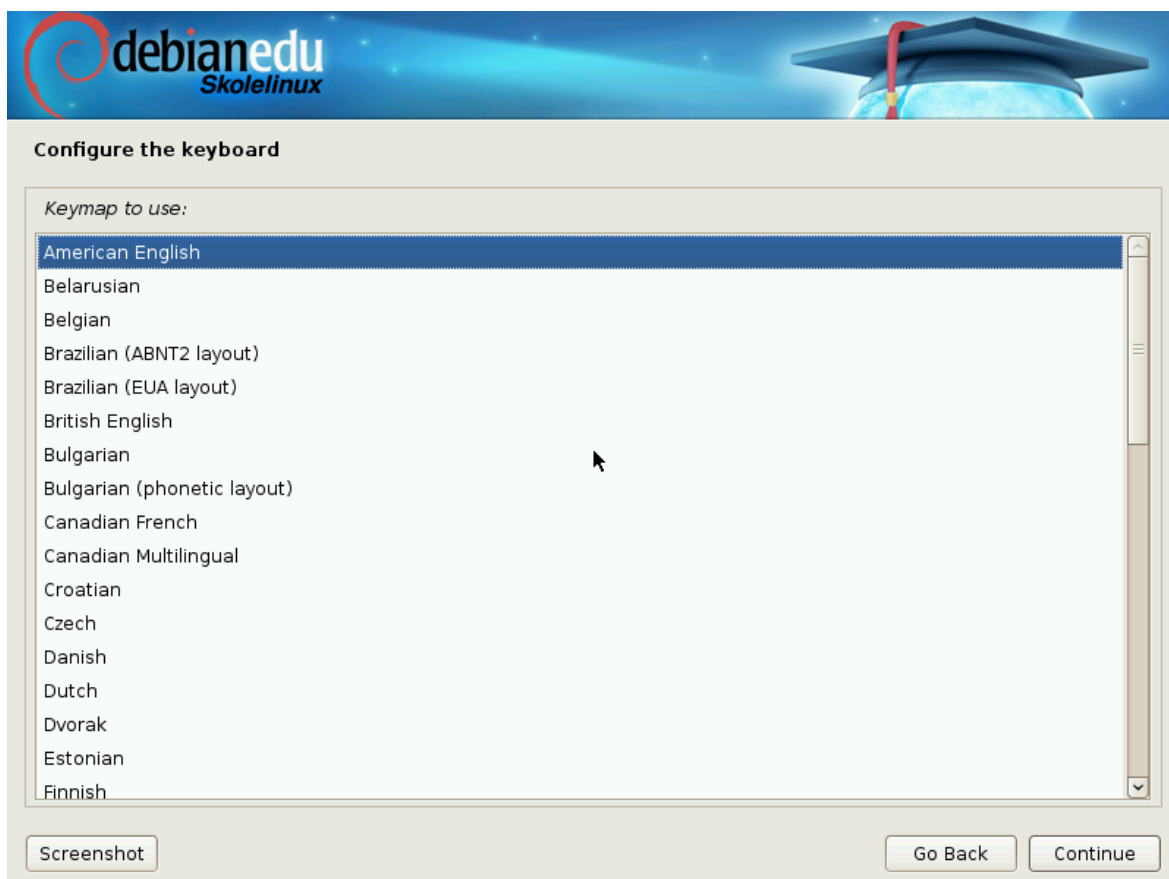 debianedu
Skolelinux
Configure the keyboard
Keymap to use:
American English
Belarusian
Belgian
Brazilian (ABNT2 layout)
Brazilian (EUA layout)
British English
Bulgarian
Bulgarian (phonetic layout)
Canadian French
Canadian Multilingual
Croatian
Czech
Danish
Dutch
Dvorak
Estonian
Finnish
Screenshot
Go Back
Continue